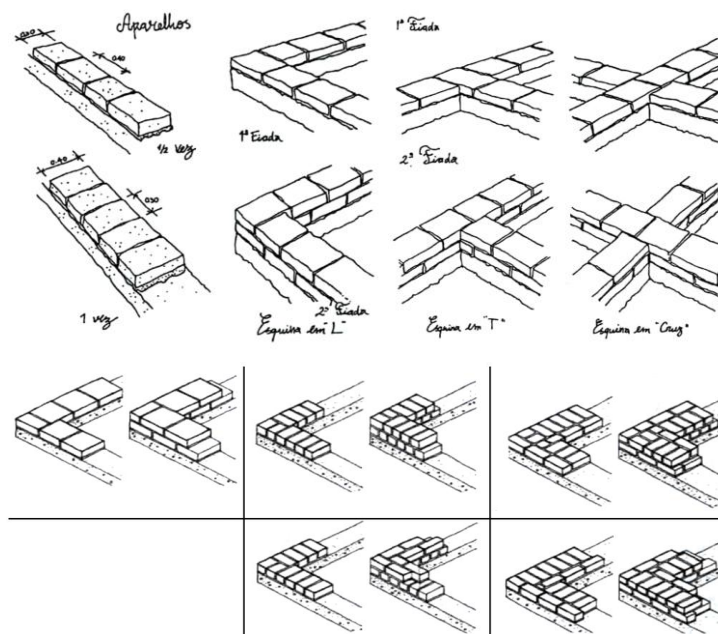 Aparelhos
0.20
0.40
1/2 vez
0.40
0.20
1 vez
1ª Fiada
2ª Fiada
Esquina em "L"
1ª Fiada
2ª Fiada
Esquina em "T"
Esquina em "Cruz"